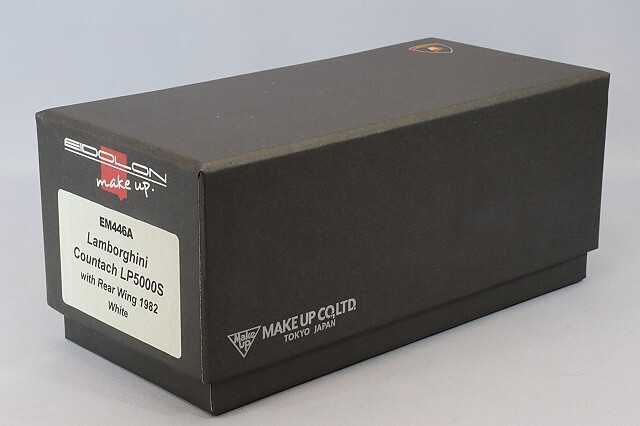 EIDOLON
make up.
EM446A
Lamborghini
Countach LP5000S
with Rear Wing 1982
White
Make Up
MAKE UP CO.,LTD.
TOKYO JAPAN